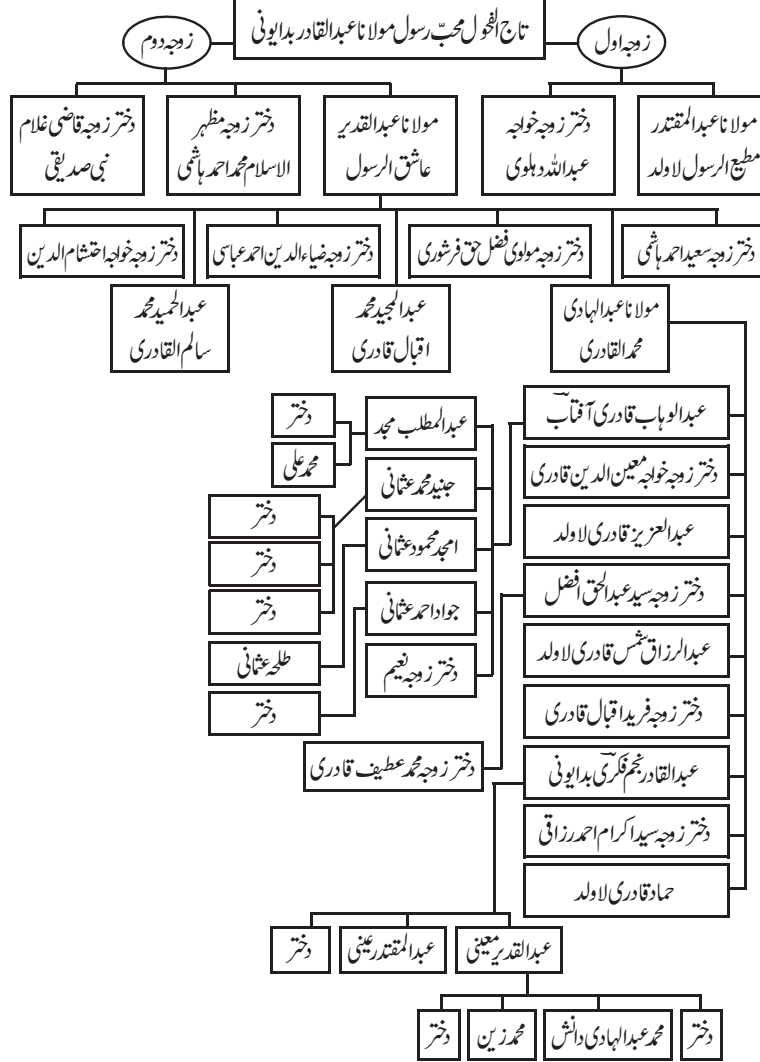 تاج الفحول محبّ رسول مولانا عبدالقادر بدایونی
زوجہ اول
زوجہ دوم
مولانا عبدالمقتدر
مطیع الرسول لاولد
دختر زوجہ خواجہ
عبداللہ دہلوی
مولانا عبدالقدیر
عاشق الرسول
دختر زوجہ مظہر
الاسلام محمد احمد ہاشمی
دختر زوجہ قاضی غلام
نبی صدیقی
دختر زوجہ سعید احمد ہاشمی
دختر زوجہ مولوی فضل حق فرشوری
دختر زوجہ ضیاء الدین احمد عباسی
دختر زوجہ خواجہ احتشام الدین
مولانا عبدالہادی
محمد القادری
عبدالمجید محمد
اقبال قادری
عبدالحمید محمد
سالم القادری
عبدالوہاب قادری آفتابؔ
دختر زوجہ خواجہ معین الدین قادری
عبدالعزیز قادری لاولد
دختر زوجہ سید عبدالحق افضل
عبدالرزاق شمس قادری لاولد
دختر زوجہ فرید اقبال قادری
عبدالقادر نجم فکریؔ بدایونی
دختر زوجہ سید اکرام احمد رزاقی
حماد قادری لاولد
عبدالمطلب مجد
جنید محمد عثمانی
امجد محمود عثمانی
جواد احمد عثمانی
دختر زوجہ نعیم
دختر
محمد علی
دختر
دختر
دختر
طلحہ عثمانی
دختر
دختر زوجہ محمد عطیف قادری
عبدالقدیر معینی
عبدالمقتدر عینی
دختر
دختر
محمد عبدالہادی دانش
محمد زین
دختر